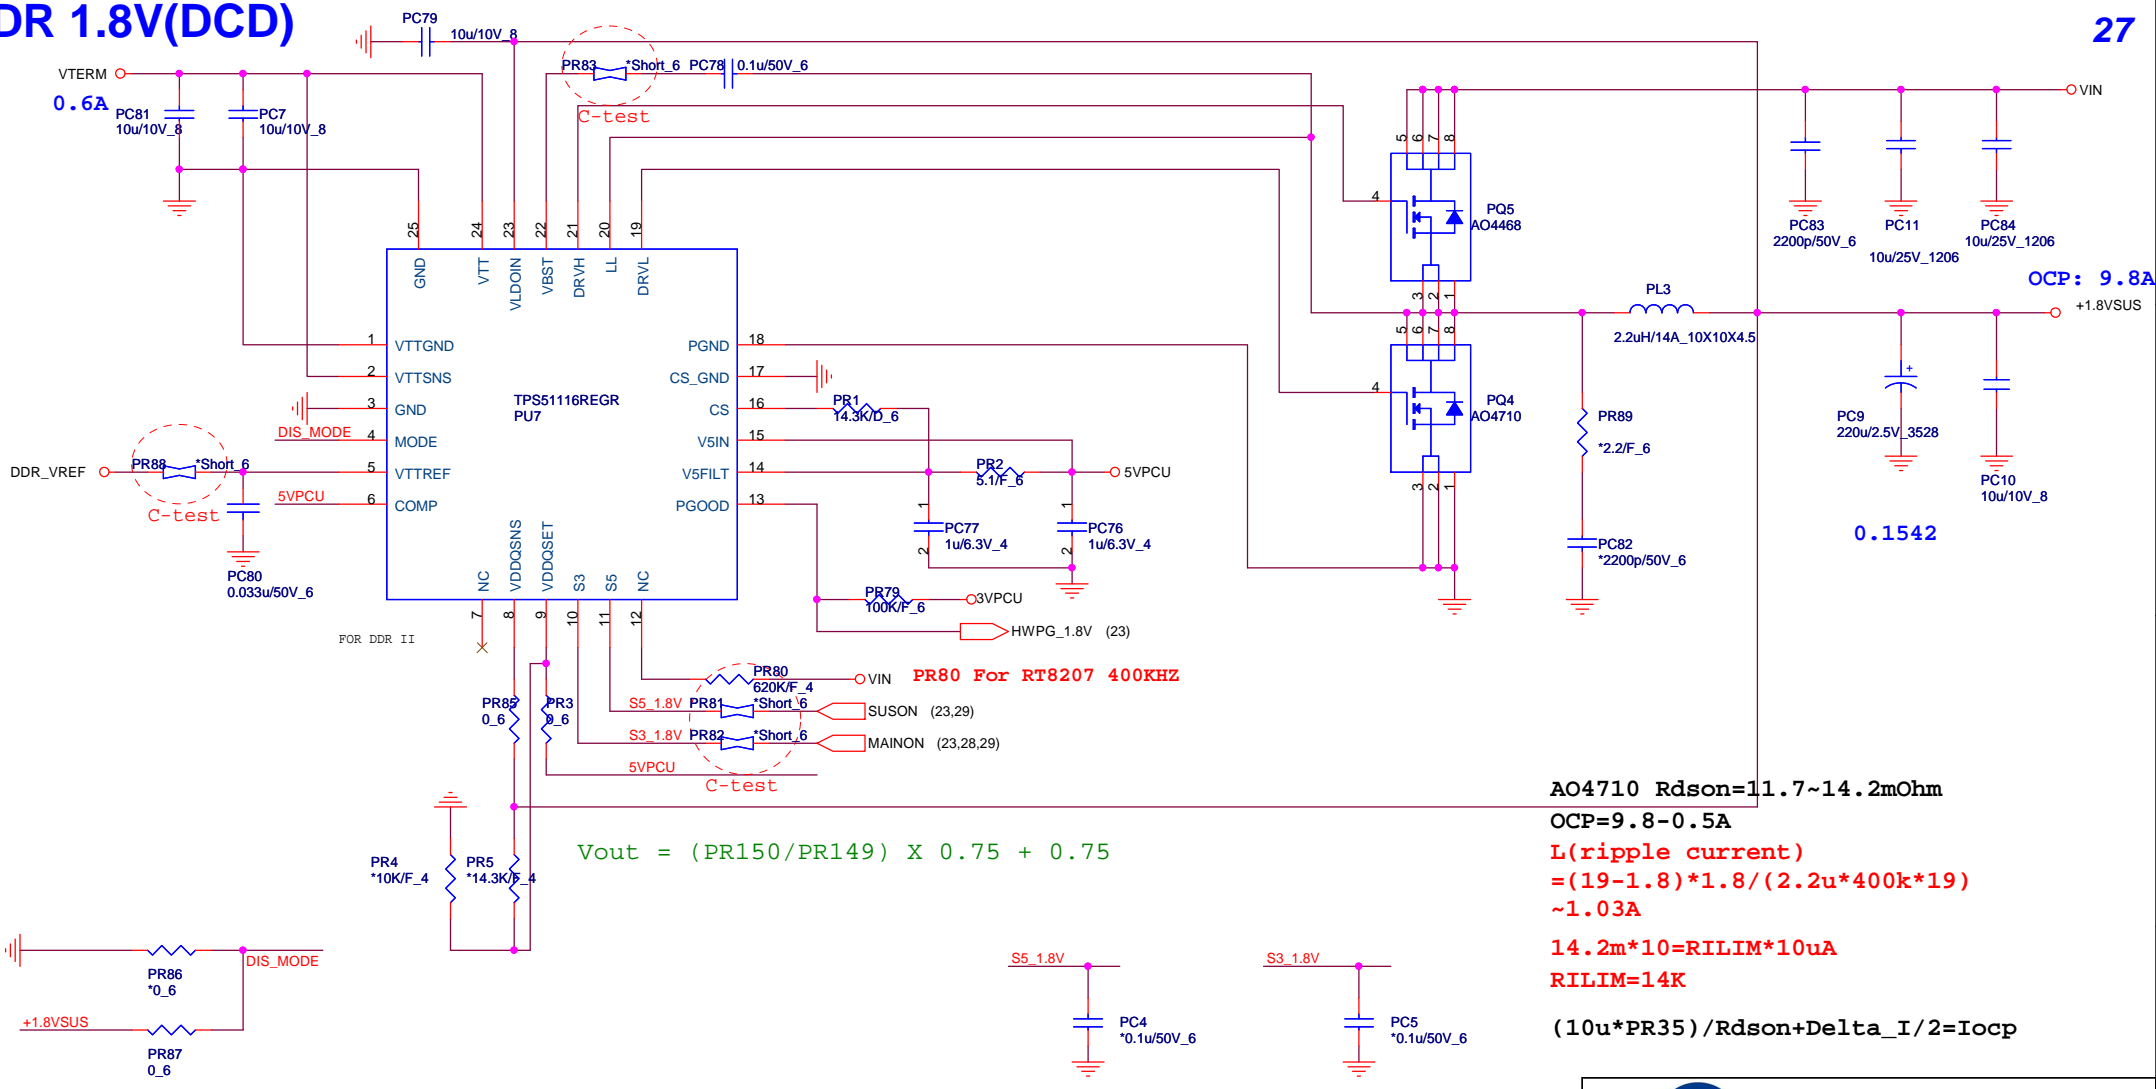 DR 1.8V(DCD)
27
PC79
10u/10V_8
VTERM
0.6A
PC81
10u/10V_8
PC7
10u/10V_8
PR83
*Short_6
PC78
0.1u/50V_6
C-test
VIN
PC83
2200p/50V_6
PC11
10u/25V_1206
PC84
10u/25V_1206
5 6 7 8
4
PQ5
AO4468
3 2 1
OCP: 9.8A
+1.8VSUS
PL3
2.2uH/14A_10X10X4.5
5 6 7 8
4
PQ4
AO4710
3 2 1
PR89
*2.2/F_6
PC82
*2200p/50V_6
PC9
220u/2.5V_3528
+
PC10
10u/10V_8
0.1542
25 24 23 22 21 20 19
GND VTT VLDOIN VBST DRVH LL DRVL
TPS51116REGR
PU7
1 VTTGND
2 VTTSNS
3 GND
DIS_MODE 4 MODE
5 VTTREF
5VPCU 6 COMP
PGND 18
CS_GND 17
CS 16
V5IN 15
V5FILT 14
PGOOD 13
NC VDDQSNS VDDQSET S3 S5 NC
7 8 9 10 11 12
DDR_VREF
PR88
*Short_6
C-test
PC80
0.033u/50V_6
FOR DDR II
PR1
14.3K/D_6
PR2
5.1/F_6
5VPCU
1
PC77
1u/6.3V_4
2
1
PC76
1u/6.3V_4
2
PR79
100K/F_6
3VPCU
HWPG_1.8V (23)
PR80
620K/F_4
VIN
PR80 For RT8207 400KHZ
S5_1.8V
PR81
*Short_6
SUSON (23,29)
S3_1.8V
PR82
*Short_6
MAINON (23,28,29)
5VPCU
C-test
PR85
0_6
PR3
0_6
PR4
*10K/F_4
PR5
*14.3K/F_4
Vout = (PR150/PR149) X 0.75 + 0.75
AO4710 Rdson=11.7~14.2mOhm
OCP=9.8-0.5A
L(ripple current)
=(19-1.8)*1.8/(2.2u*400k*19)
~1.03A
14.2m*10=RILIM*10uA
RILIM=14K
(10u*PR35)/Rdson+Delta_I/2=Iocp
PR86
*0_6
DIS_MODE
+1.8VSUS
PR87
0_6
S5_1.8V
PC4
*0.1u/50V_6
S3_1.8V
PC5
*0.1u/50V_6